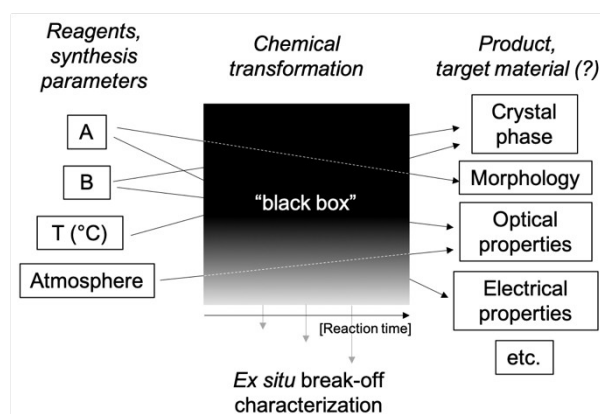 Reagents,
synthesis
parameters
Chemical
transformation
Product,
target material (?)
A
B
T (°C)
Atmosphere
“black box”
Crystal
phase
Morphology
Optical
properties
Electrical
properties
etc.
[Reaction time]
Ex situ break-off
characterization